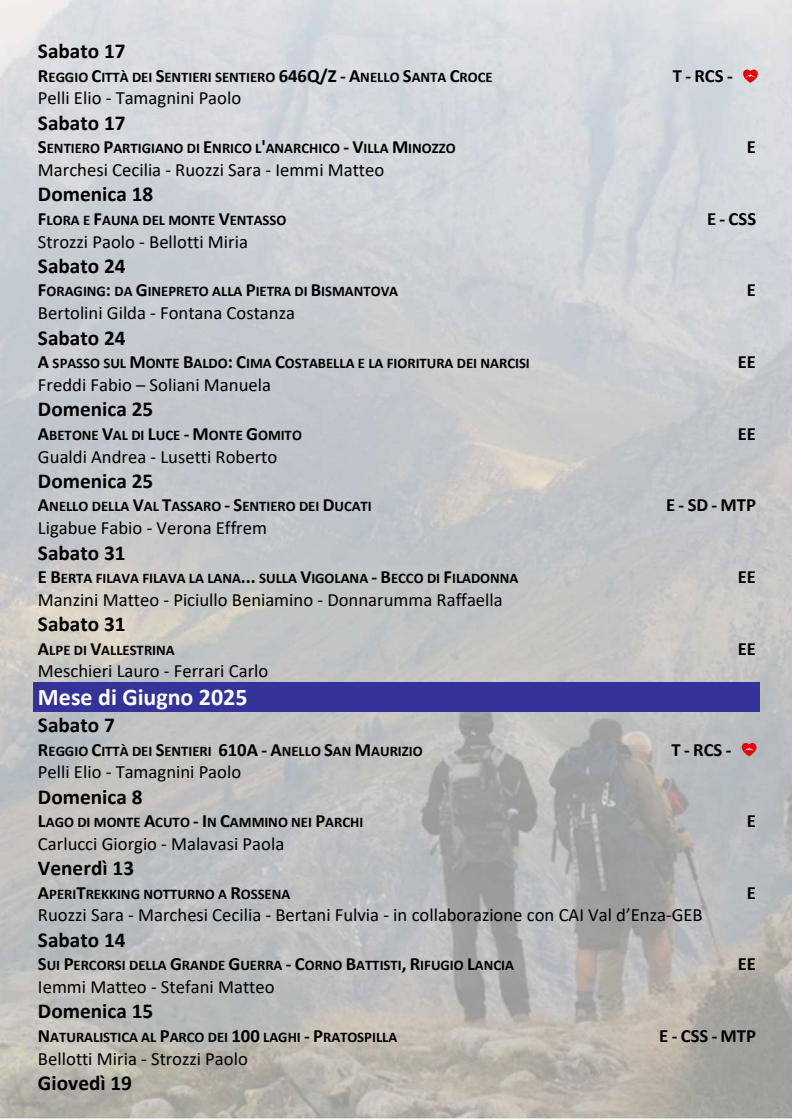 Sabato 17
Reggio Città dei Sentieri sentiero 646Q/Z - Anello Santa Croce T - RCS -
Pelli Elio - Tamagnini Paolo
Sabato 17
Sentiero Partigiano di Enrico l'anarchico - Villa Minozzo E
Marchesi Cecilia - Ruozzi Sara - Iemmi Matteo
Domenica 18
Flora e Fauna del monte Ventasso E - CSS
Strozzi Paolo - Bellotti Miria
Sabato 24
Foraging: da Ginepreto alla Pietra di Bismantova E
Bertolini Gilda - Fontana Costanza
Sabato 24
A spasso sul Monte Baldo: Cima Costabella e la fioritura dei narcisi EE
Freddi Fabio – Soliani Manuela
Domenica 25
Abetone Val di Luce - Monte Gomito EE
Gualdi Andrea - Lusetti Roberto
Domenica 25
Anello della Val Tassaro - Sentiero dei Ducati E - SD - MTP
Ligabue Fabio - Verona Effrem
Sabato 31
E Berta filava filava la lana... sulla Vigolana - Becco di Filadonna EE
Manzini Matteo - Piciullo Beniamino - Donnarumma Raffaella
Sabato 31
Alpe di Vallestrina EE
Meschieri Lauro - Ferrari Carlo
Mese di Giugno 2025
Sabato 7
Reggio Città dei Sentieri 610A - Anello San Maurizio T - RCS -
Pelli Elio - Tamagnini Paolo
Domenica 8
Lago di monte Acuto - In Cammino nei Parchi E
Carlucci Giorgio - Malavasi Paola
Venerdì 13
AperiTrekking notturno a Rossena E
Ruozzi Sara - Marchesi Cecilia - Bertani Fulvia - in collaborazione con CAI Val d’Enza-GEB
Sabato 14
Sui Percorsi della Grande Guerra - Corno Battisti, Rifugio Lancia EE
Iemmi Matteo - Stefani Matteo
Domenica 15
Naturalistica al Parco dei 100 laghi - Pratospilla E - CSS - MTP
Bellotti Miria - Strozzi Paolo
Giovedì 19